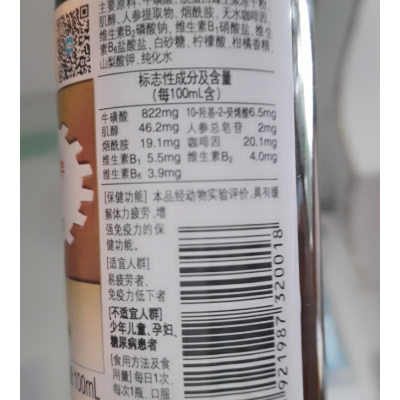 肌醇,人参提取物,烟酰胺,无水咖啡因,
维生素B₂磷酸钠,维生素B₁硝酸盐,维生
素B₆盐酸盐,白砂糖,柠檬酸,柑橘香精,
山梨酸钾,纯化水
标志性成分及含量
(每100mL含)
牛磺酸 822mg 10-羟基-2-癸烯酸6.5mg
肌醇 46.2mg 人参总皂苷 2mg
烟酰胺 19.1mg 咖啡因 20.1mg
维生素B₁ 5.5mg 维生素B₂ 4.0mg
维生素B₆ 3.9mg
[保健功能] 本品经动物实验评价,具有缓
解体力疲劳,增
强免疫力的保
健功能。
[适宜人群]
易疲劳者、
免疫力低下者
[不适宜人群]
少年儿童、孕妇、
糖尿病患者
[食用方法及食
用量] 每日1次,
每次1瓶,口服
921987 320018
100mL